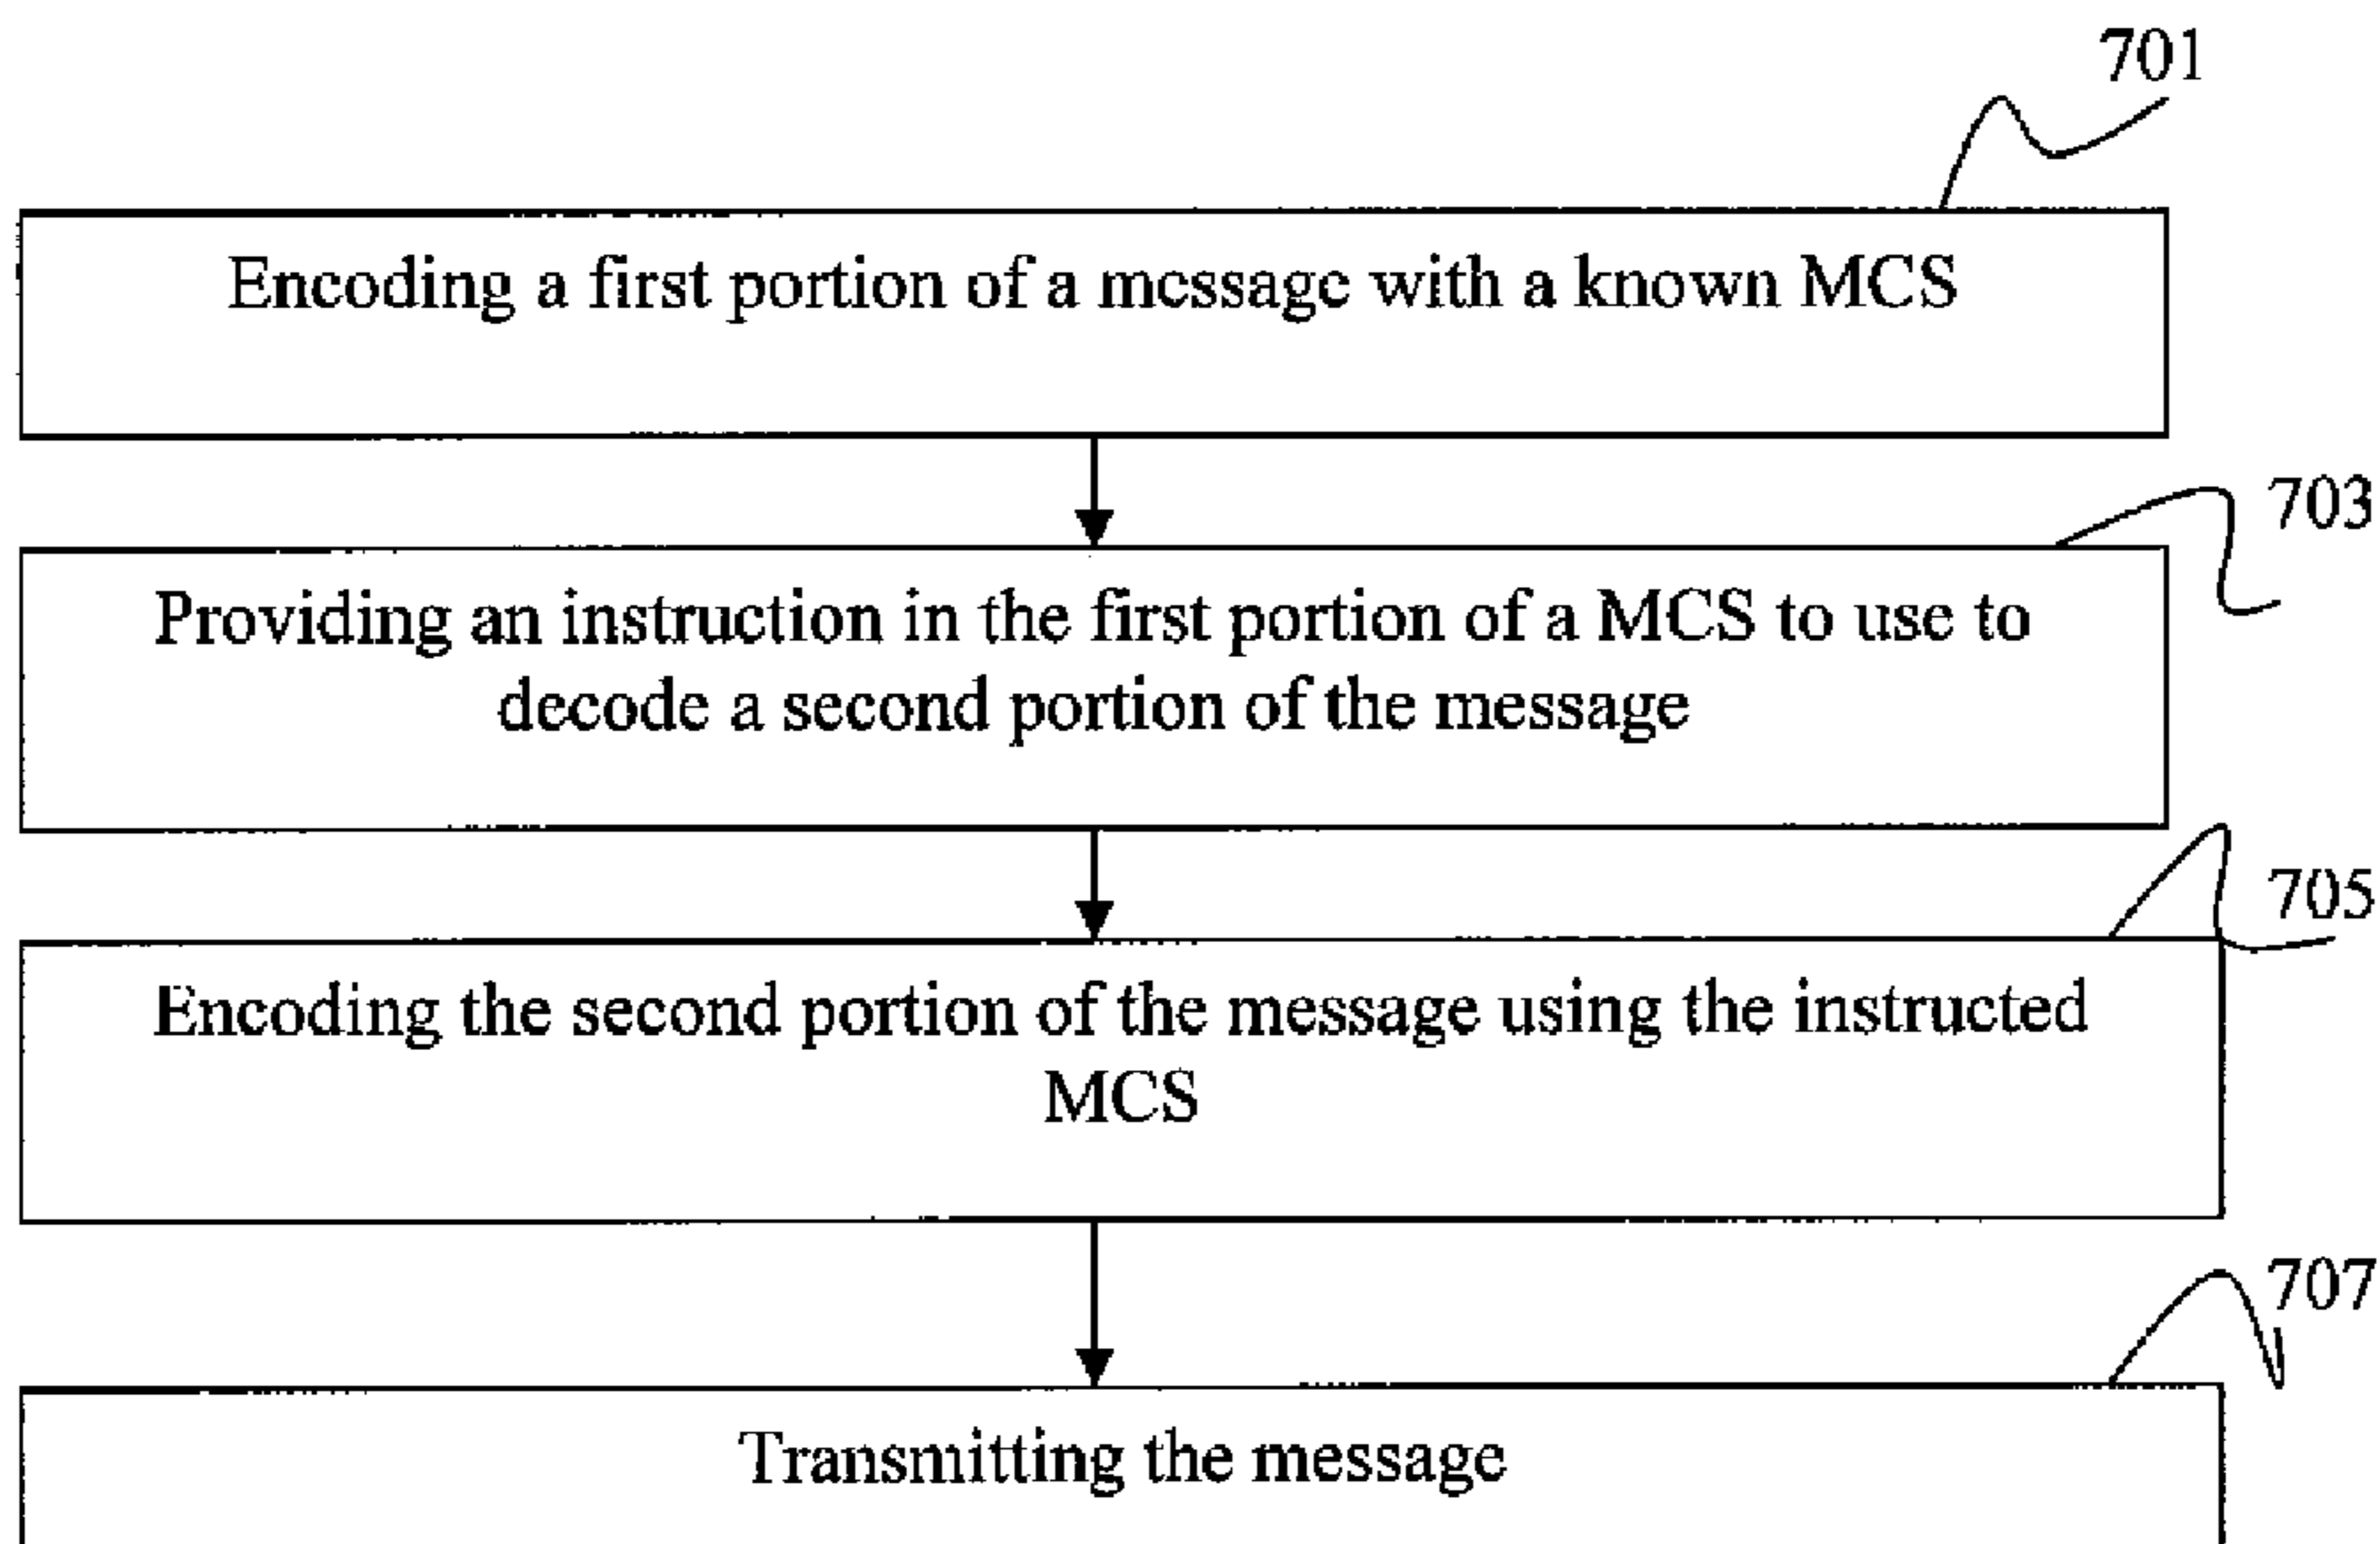 701
Encoding a first portion of a message with a known MCS
703
Providing an instruction in the first portion of a MCS to use to
decode a second portion of the message
705
Encoding the second portion of the message using the instructed
MCS
707
Transmitting the message